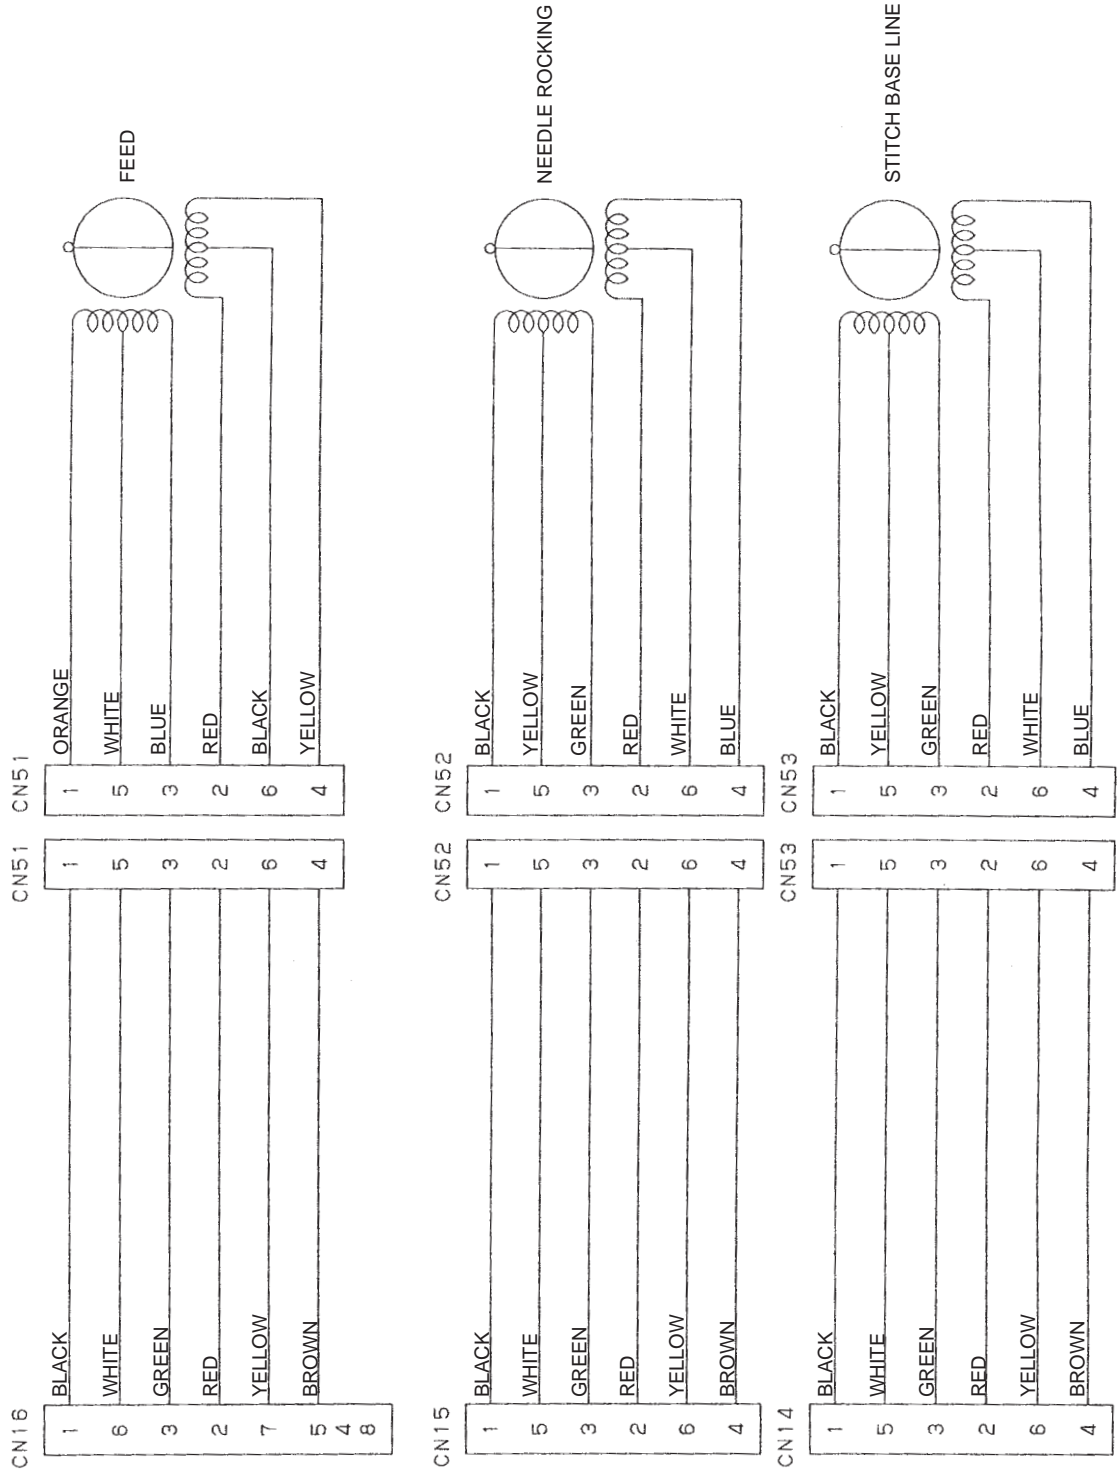 CN16
1 BLACK
6 WHITE
3 GREEN
2 RED
7 YELLOW
5 BROWN
4
8
CN51
1
5
3
2
6
4
CN51
1 ORANGE
5 WHITE
3 BLUE
2 RED
6 BLACK
4 YELLOW
FEED
CN15
1 BLACK
5 WHITE
3 GREEN
2 RED
6 YELLOW
4 BROWN
CN52
1
5
3
2
6
4
CN52
1 BLACK
5 YELLOW
3 GREEN
2 RED
6 WHITE
4 BLUE
NEEDLE ROCKING
CN14
1 BLACK
5 WHITE
3 GREEN
2 RED
6 YELLOW
4 BROWN
CN53
1
5
3
2
6
4
CN53
1 BLACK
5 YELLOW
3 GREEN
2 RED
6 WHITE
4 BLUE
STITCH BASE LINE